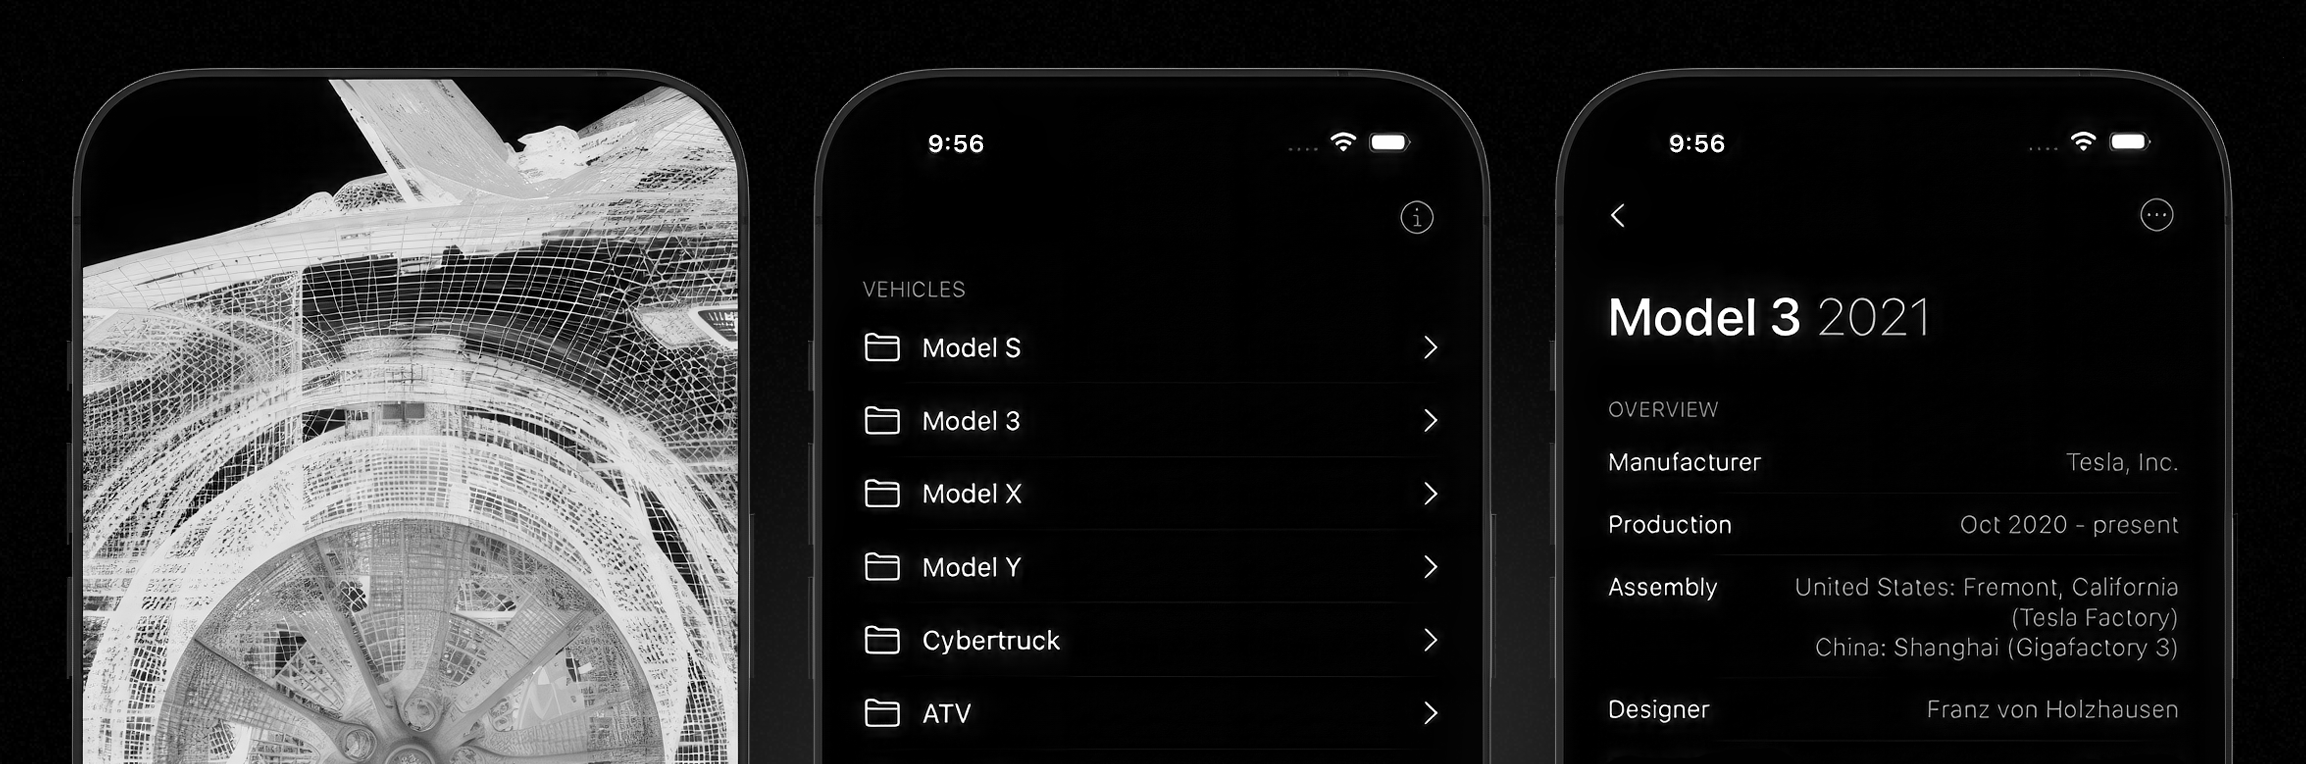 9:56
VEHICLES
Model S
Model 3
Model X
Model Y
Cybertruck
ATV
9:56
Model 3 2021
OVERVIEW
Manufacturer Tesla, Inc.
Production Oct 2020 - present
Assembly United States: Fremont, California
(Tesla Factory)
China: Shanghai (Gigafactory 3)
Designer Franz von Holzhausen